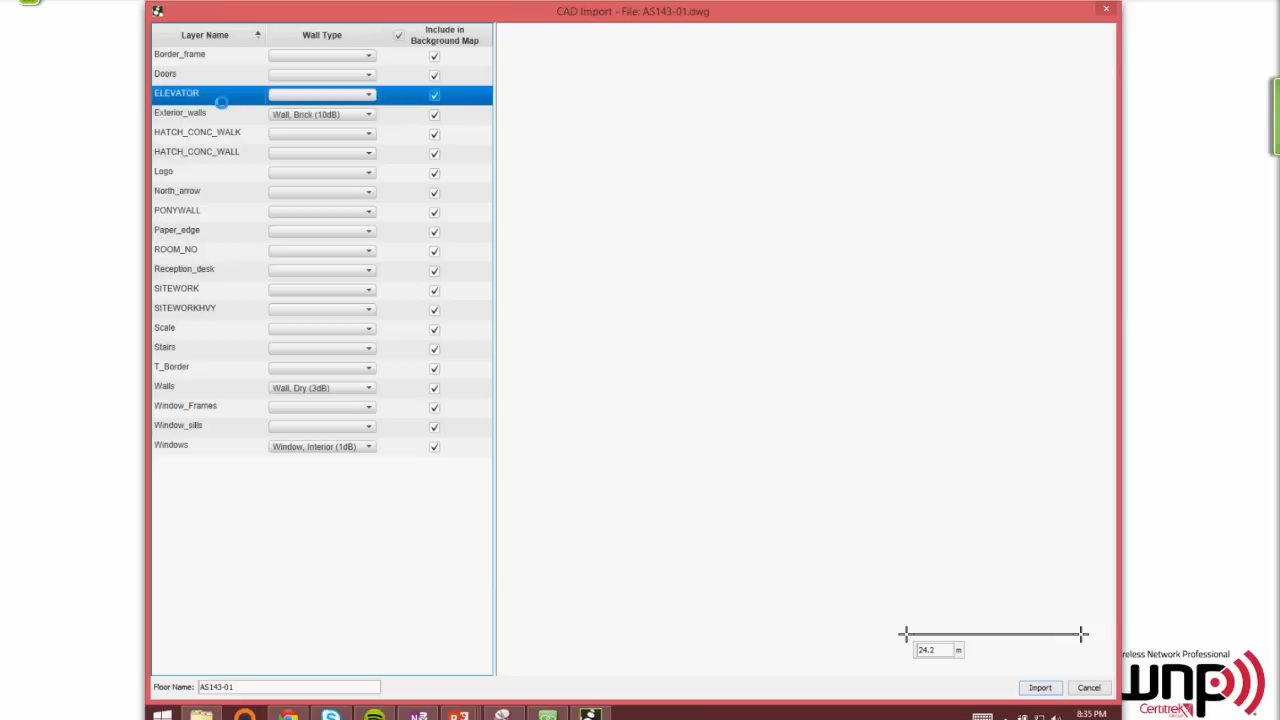 CAD Import - File: AS143-01.dwg
Layer Name
Wall Type
Include in
Background Map
Border_frame
Doors
ELEVATOR
Exterior_walls Wall, Brick (10dB)
HATCH_CONC_WALK
HATCH_CONC_WALL
Logo
North_arrow
PONYWALL
Paper_edge
ROOM_NO
Reception_desk
SITEWORK
SITEWORKHVY
Scale
Stairs
T_Border
Walls Wall, Dry (3dB)
Window_Frames
Window_sills
Windows Window, Interior (1dB)
24.2 m
Floor Name: AS143-01
Import Cancel
8:35 PM
ireless Network Professional
wnp
Certitrek